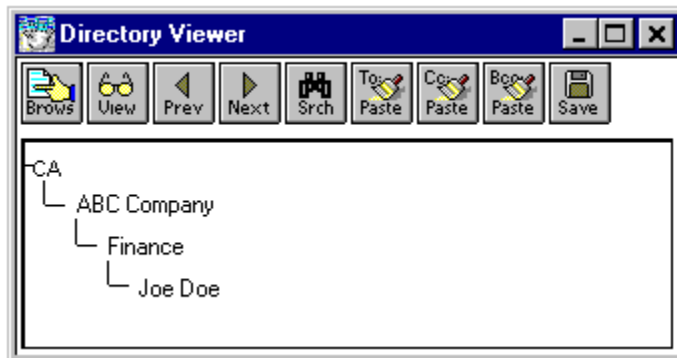 Directory Viewer
Brows View Prev Next Srch To: Paste Cc: Paste Bcc: Paste Save
CA
ABC Company
Finance
Joe Doe